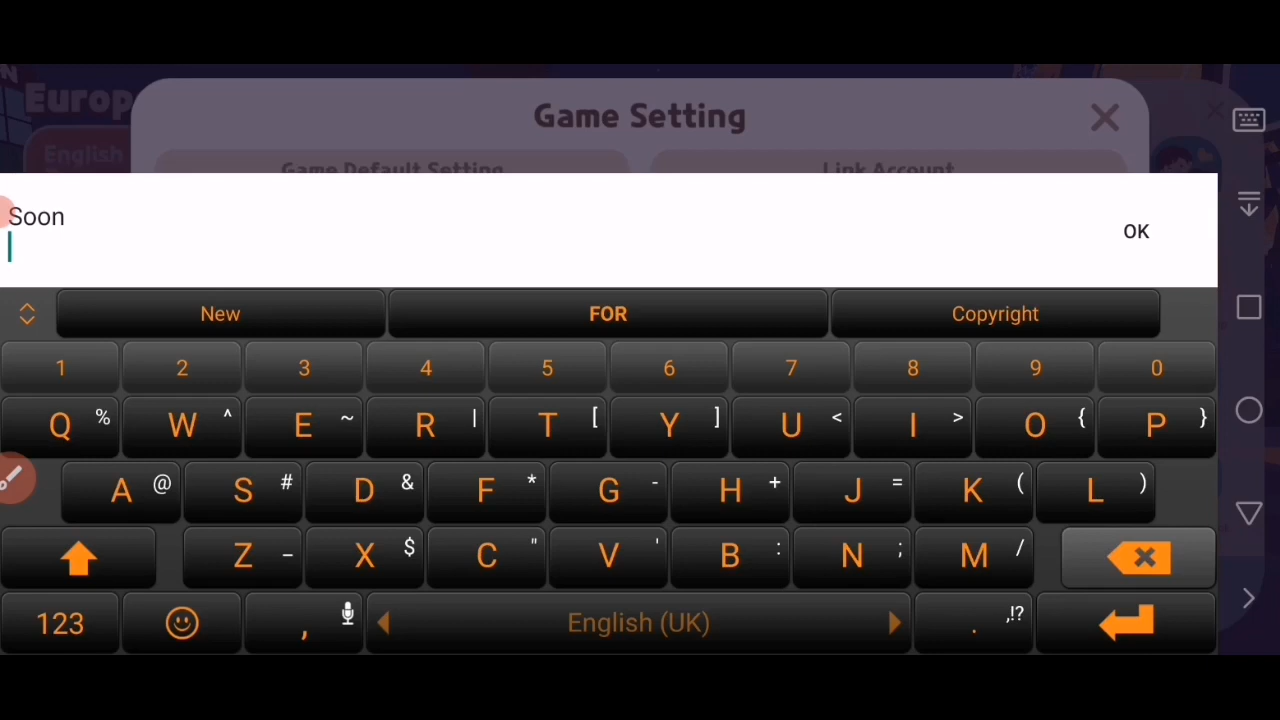 N
Europ
English
Game Setting
Game Default Setting
Link Account
Soon
OK
New
FOR
Copyright
1 2 3 4 5 6 7 8 9 0
Q % W ^ E ~ R | T [ Y ] U < I > O { P }
A @ S # D & F * G - H + J = K ( L )
Z _ X $ C " V ' B : N ; M /
123 , English (UK) . ,!?